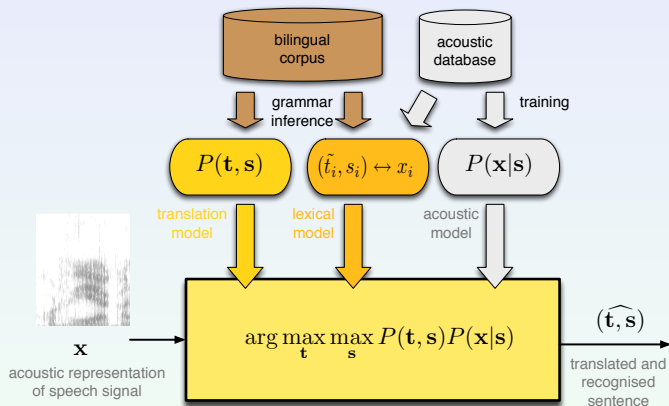 bilingual
corpus
acoustic
database
grammar
inference
training
P(t, s)
(t̃ᵢ, sᵢ) ↔ xᵢ
P(x|s)
translation
model
lexical
model
acoustic
model
arg max max P(t, s)P(x|s)
t s
x
acoustic representation
of speech signal
(t, s)^
translated and
recognised
sentence